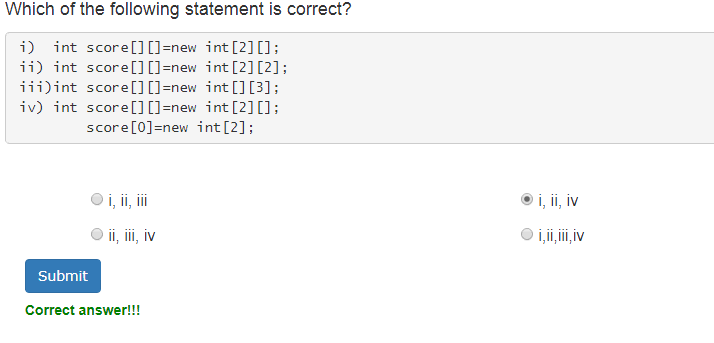 Which of the following statement is correct?
i)  int score[][]=new int[2][];
ii) int score[][]=new int[2][2];
iii)int score[][]=new int[][3];
iv) int score[][]=new int[2][];
        score[0]=new int[2];
i, ii, iii
i, ii, iv
ii, iii, iv
i,ii,iii,iv
Submit
Correct answer!!!